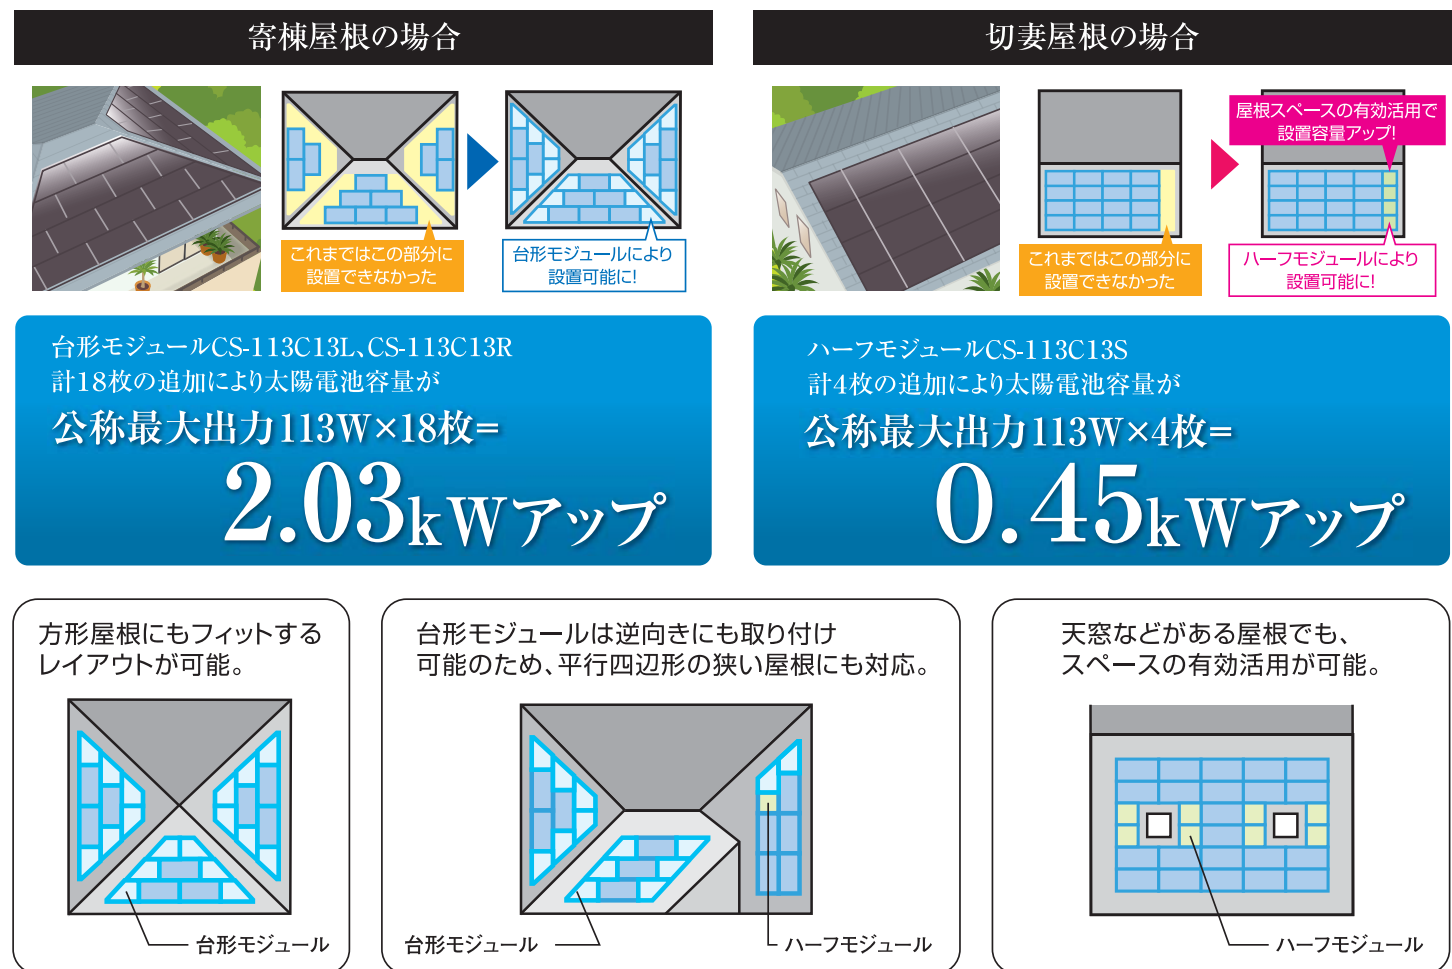 寄棟屋根の場合
これまではこの部分に
設置できなかった
台形モジュールにより
設置可能に!
台形モジュールCS-113C13L、CS-113C13R
計18枚の追加により太陽電池容量が
公称最大出力113W×18枚=
2.03kWアップ
切妻屋根の場合
屋根スペースの有効活用で
設置容量アップ!
これまではこの部分に
設置できなかった
ハーフモジュールにより
設置可能に!
ハーフモジュールCS-113C13S
計4枚の追加により太陽電池容量が
公称最大出力113W×4枚=
0.45kWアップ
方形屋根にもフィットする
レイアウトが可能。
台形モジュール
台形モジュールは逆向きにも取り付け
可能のため、平行四辺形の狭い屋根にも対応。
台形モジュール
ハーフモジュール
天窓などがある屋根でも、
スペースの有効活用が可能。
ハーフモジュール